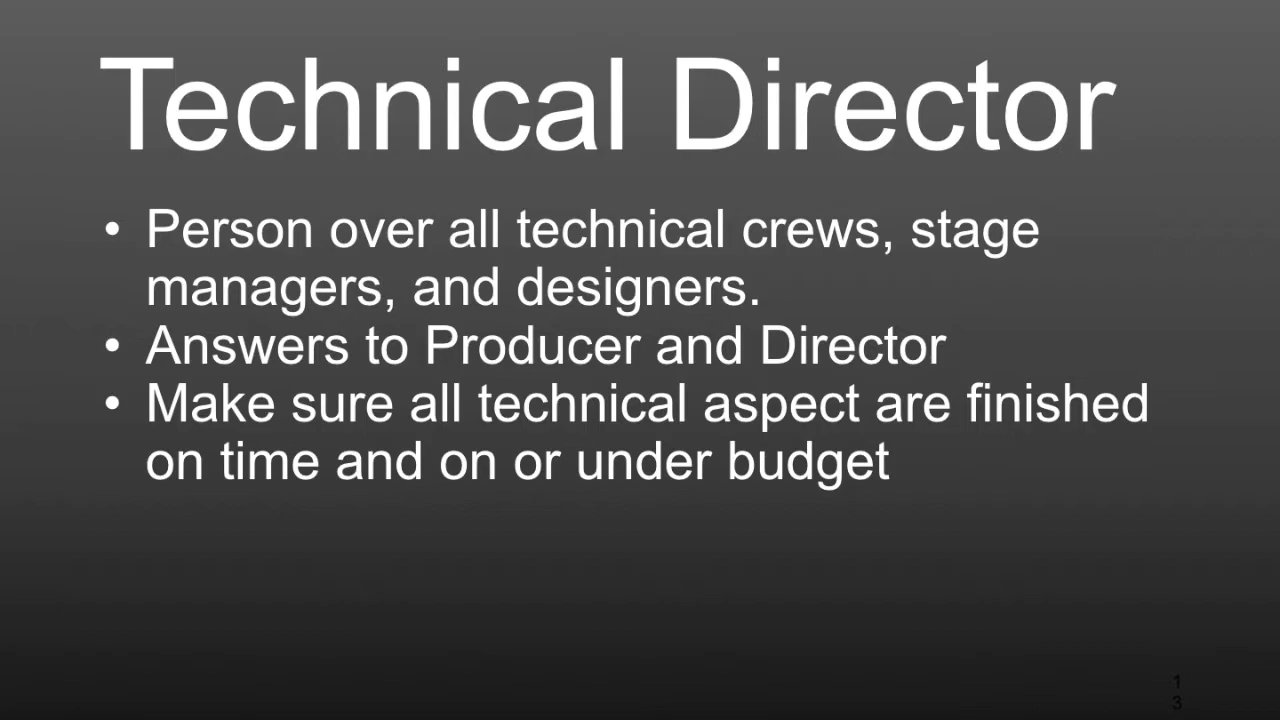 Technical Director
• Person over all technical crews, stage
managers, and designers.
• Answers to Producer and Director
• Make sure all technical aspect are finished
on time and on or under budget
1
3